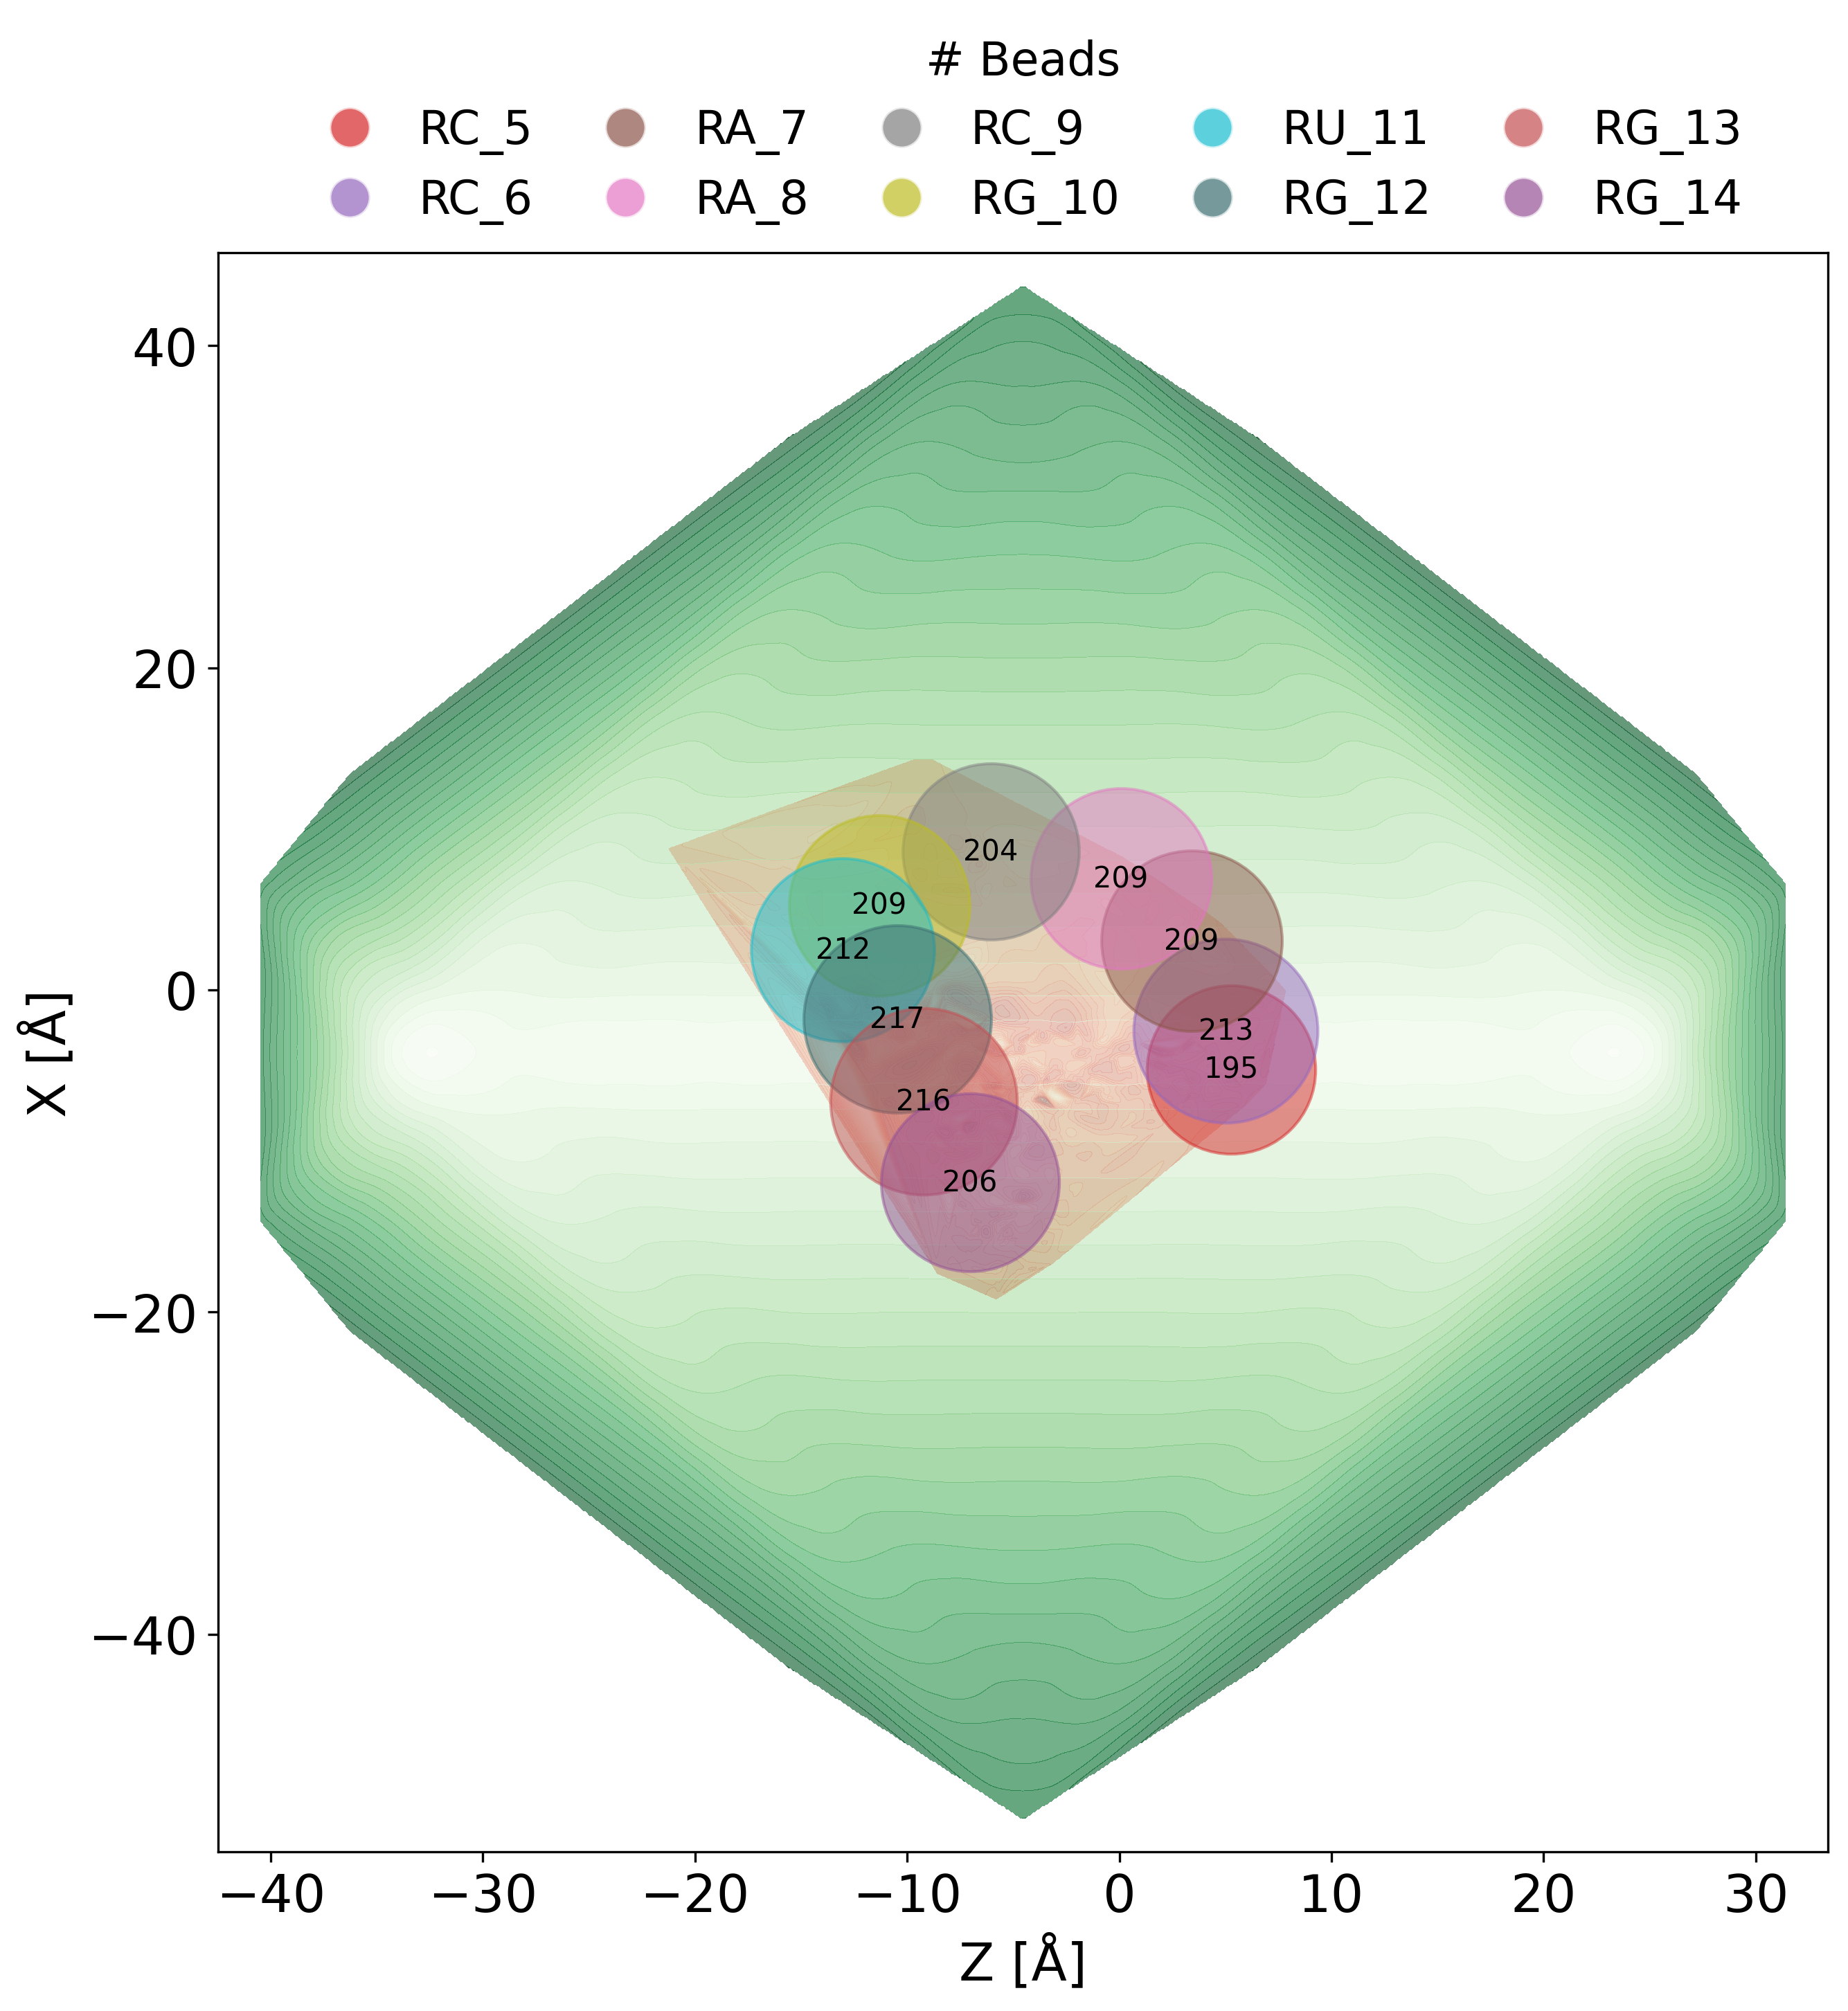 # Beads
RC_5 RA_7 RC_9 RU_11 RG_13
RC_6 RA_8 RG_10 RG_12 RG_14
40
20
0
−20
−40
X [Å]
204
209
209
209
212
217
213
195
216
206
−40 −30 −20 −10 0 10 20 30
Z [Å]